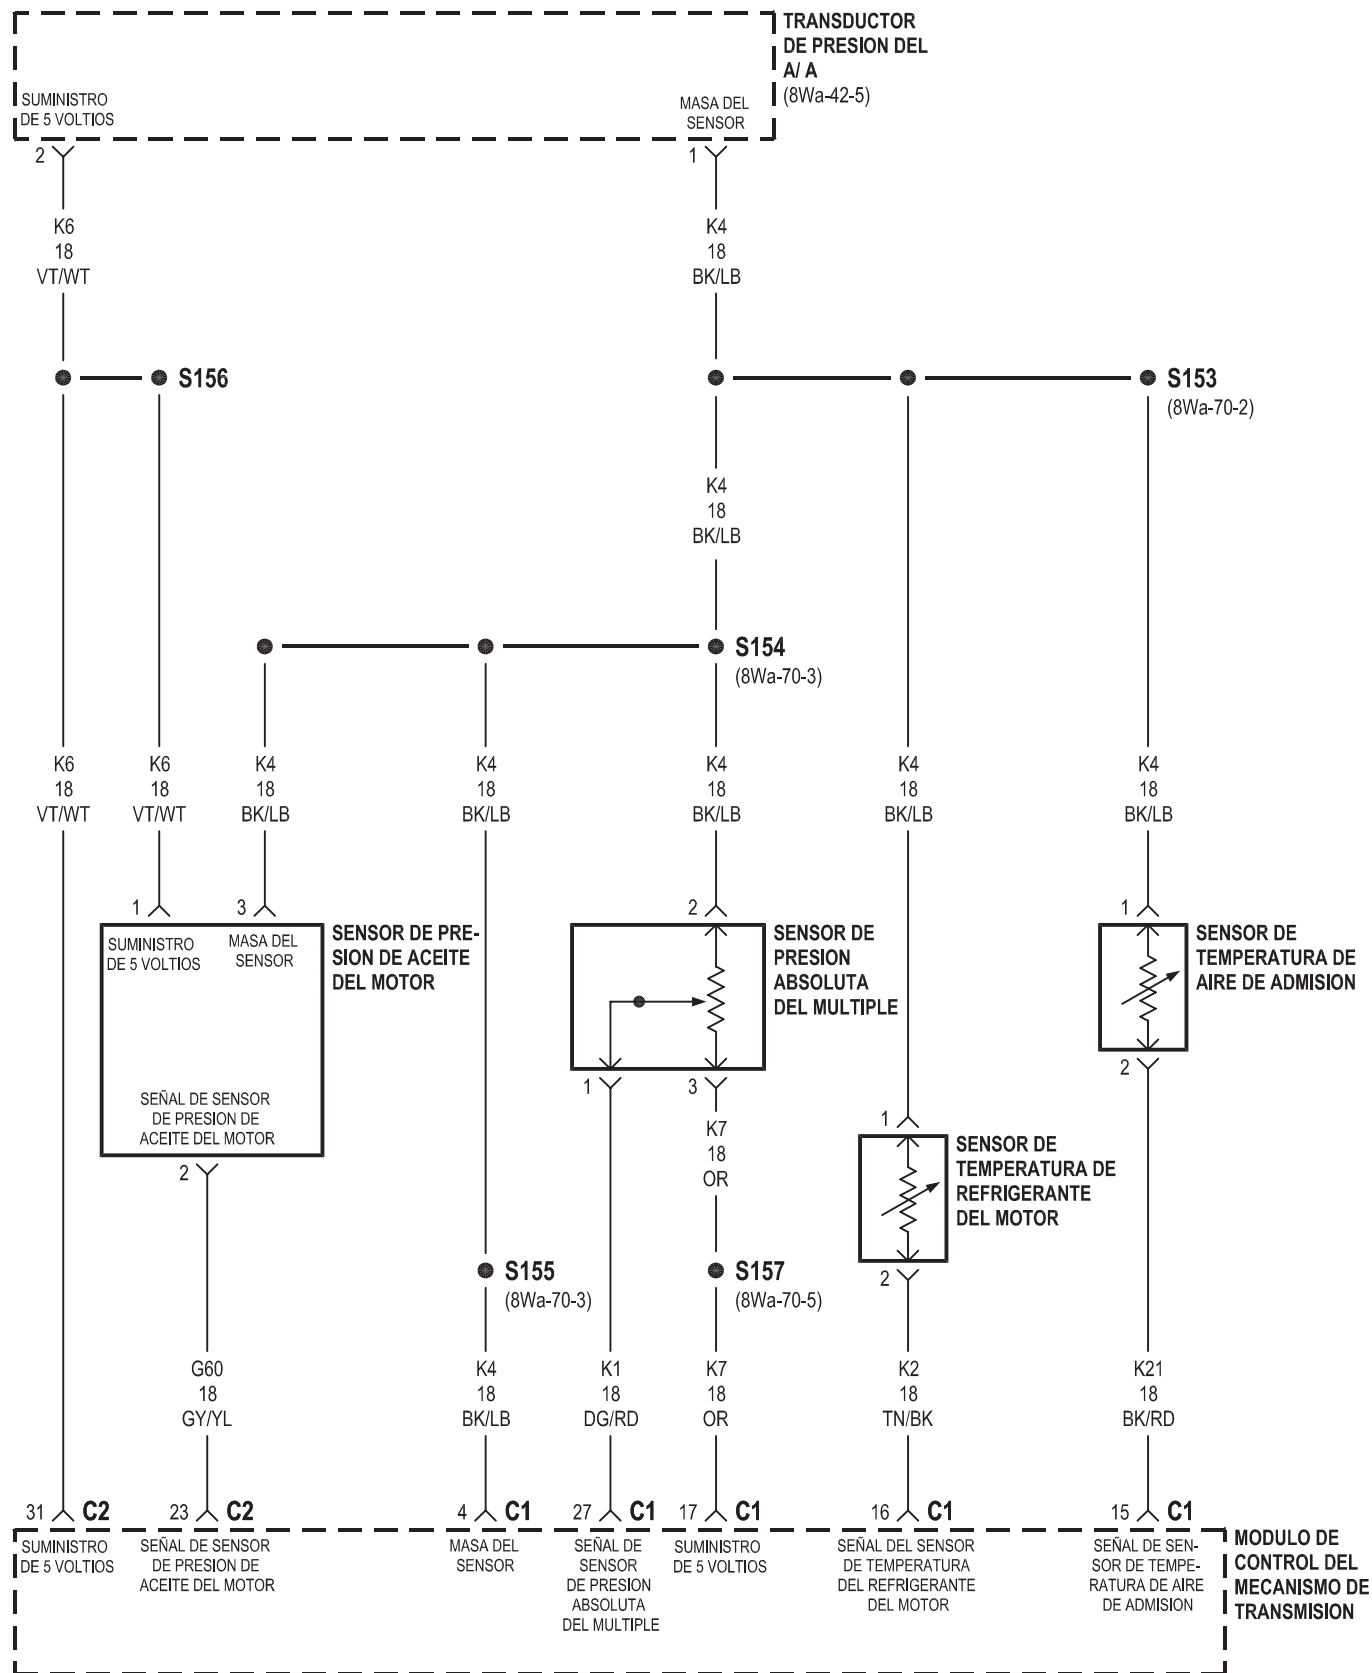 TRANSDUCTOR
DE PRESION DEL
A/ A
(8Wa-42-5)
SUMINISTRO
DE 5 VOLTIOS
MASA DEL
SENSOR
2
1
K6
18
VT/WT
K4
18
BK/LB
S156
S153
(8Wa-70-2)
K4
18
BK/LB
S154
(8Wa-70-3)
K6
18
VT/WT
K6
18
VT/WT
K4
18
BK/LB
K4
18
BK/LB
K4
18
BK/LB
K4
18
BK/LB
K4
18
BK/LB
1
3
2
1
SUMINISTRO
DE 5 VOLTIOS
MASA DEL
SENSOR
SENSOR DE PRE-
SION DE ACEITE
DEL MOTOR
SENSOR DE
PRESION
ABSOLUTA
DEL MULTIPLE
SENSOR DE
TEMPERATURA DE
AIRE DE ADMISION
2
1
3
SEÑAL DE SENSOR
DE PRESION DE
ACEITE DEL MOTOR
2
K7
18
OR
1
SENSOR DE
TEMPERATURA DE
REFRIGERANTE
DEL MOTOR
2
S155
(8Wa-70-3)
S157
(8Wa-70-5)
G60
18
GY/YL
K4
18
BK/LB
K1
18
DG/RD
K7
18
OR
K2
18
TN/BK
K21
18
BK/RD
31 C2
23 C2
4 C1
27 C1
17 C1
16 C1
15 C1
SUMINISTRO
DE 5 VOLTIOS
SEÑAL DE SENSOR
DE PRESION DE
ACEITE DEL MOTOR
MASA DEL
SENSOR
SEÑAL DE
SENSOR
DE PRESION
ABSOLUTA
DEL MULTIPLE
SUMINISTRO
DE 5 VOLTIOS
SEÑAL DEL SENSOR
DE TEMPERATURA
DEL REFRIGERANTE
DEL MOTOR
SEÑAL DE SEN-
SOR DE TEMPE-
RATURA DE AIRE
DE ADMISION
MODULO DE
CONTROL DEL
MECANISMO DE
TRANSMISION